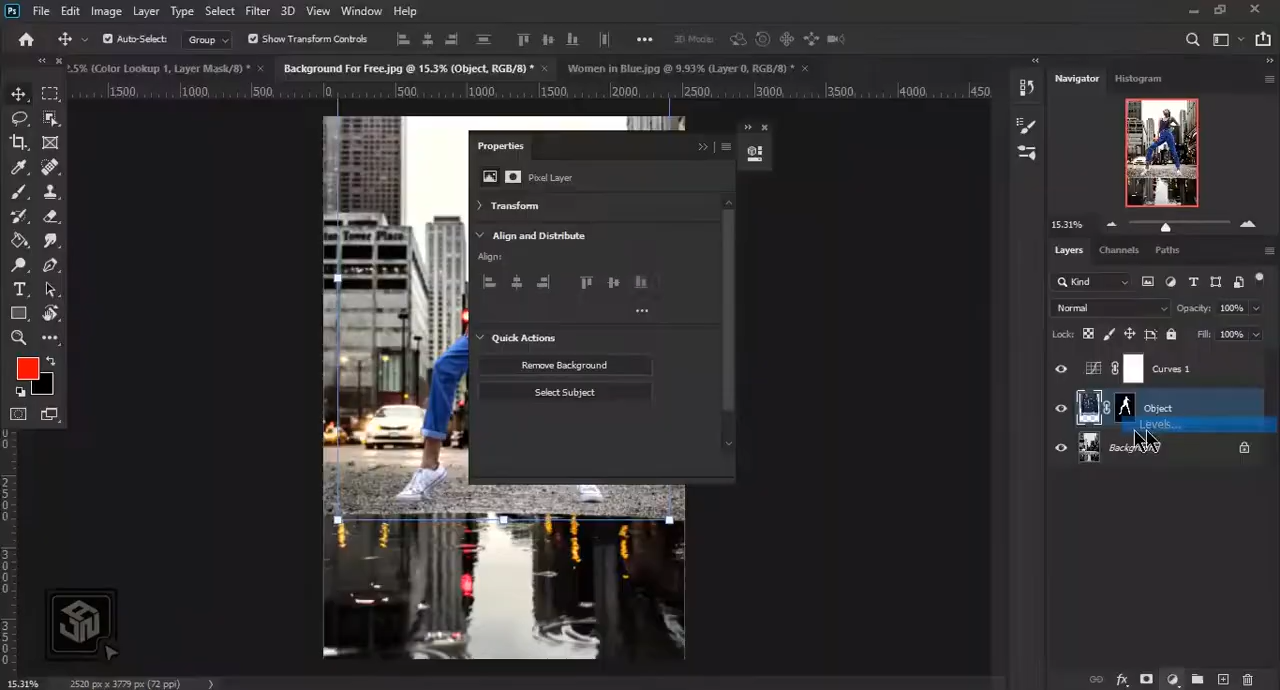 Ps File Edit Image Layer Type Select Filter 3D View Window Help
Auto-Select: Group Show Transform Controls 3D Mode:
2.5% (Color Lookup 1, Layer Mask/8) * Background For Free.jpg @ 15.3% (Object, RGB/8) * Women in Blue.jpg @ 9.93% (Layer 0, RGB/8) *
1500 1000 500 0 500 1000 1500 2000 2500 3000 3500 4000 450
Navigator Histogram
Properties
Pixel Layer
Transform
Align and Distribute
Align:
Quick Actions
Remove Background
Select Subject
15.31%
Layers Channels Paths
Kind
Normal Opacity: 100%
Lock: Fill: 100%
Curves 1
Object
Levels...
Background
15.31% 2520 px x 3779 px (72 ppi)